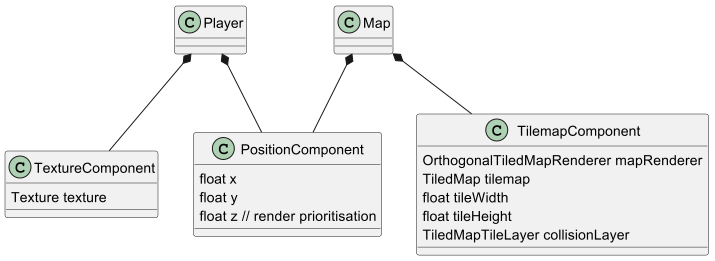 C Player
C Map
C TextureComponent
Texture texture
C PositionComponent
float x
float y
float z // render prioritisation
C TilemapComponent
OrthogonalTiledMapRenderer mapRenderer
TiledMap tilemap
float tileWidth
float tileHeight
TiledMapTileLayer collisionLayer